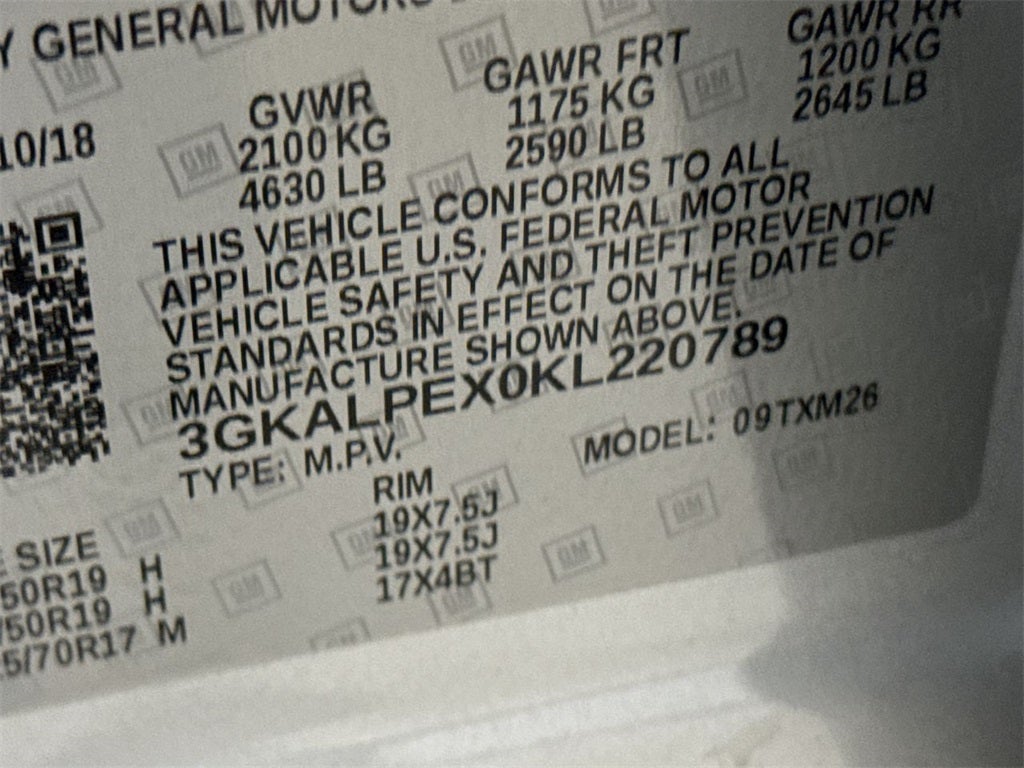 Y GENERAL MOTORS
10/18
GVWR
2100 KG
4630 LB
GAWR FRT
1175 KG
2590 LB
GAWR RR
1200 KG
2645 LB
THIS VEHICLE CONFORMS TO ALL
APPLICABLE U.S. FEDERAL MOTOR
VEHICLE SAFETY AND THEFT PREVENTION
STANDARDS IN EFFECT ON THE DATE OF
MANUFACTURE SHOWN ABOVE.
3GKALPEX0KL220789
TYPE: M.P.V.
MODEL: 09TXM26
SIZE
50R19 H
/50R19 H
5/70R17 M
RIM
19X7.5J
19X7.5J
17X4BT